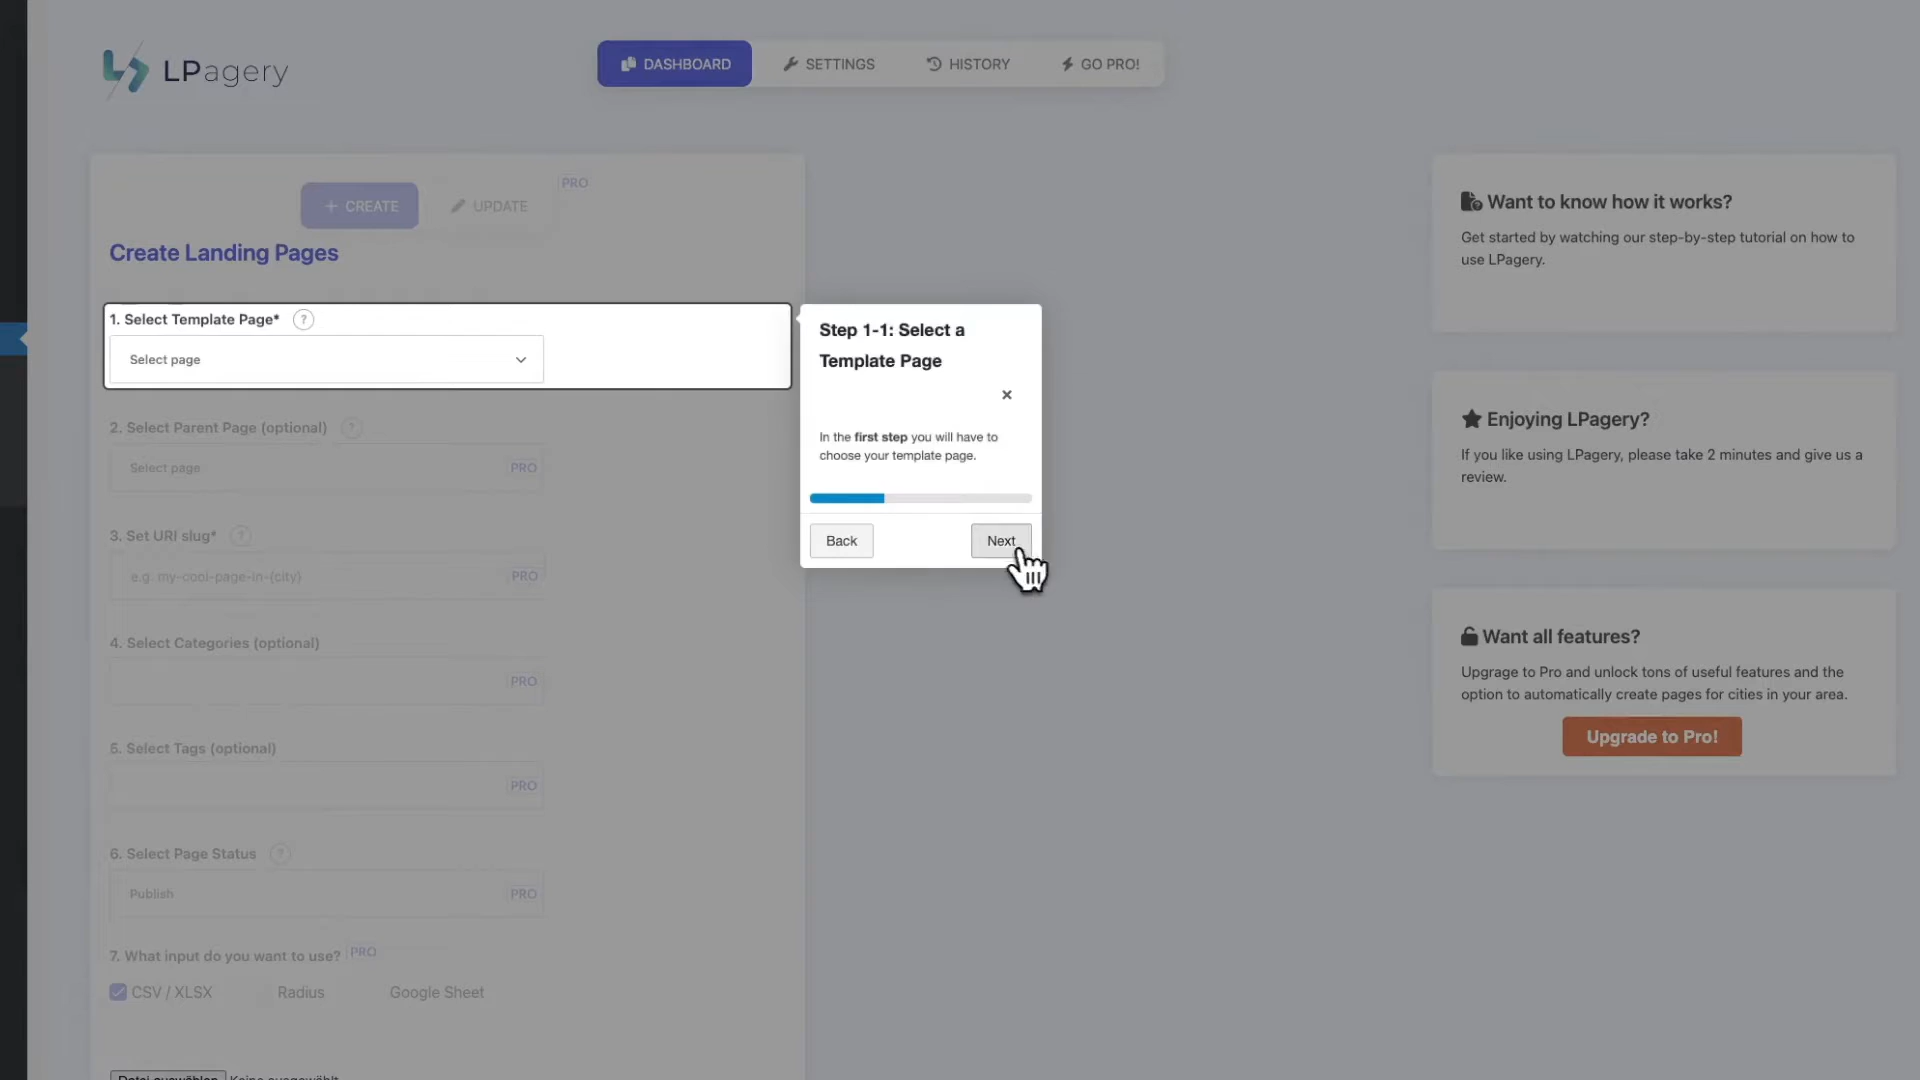 LPagery
DASHBOARD
SETTINGS
HISTORY
GO PRO!
PRO
+ CREATE
UPDATE
Create Landing Pages
1. Select Template Page* ?
Select page
2. Select Parent Page (optional) ?
Select page PRO
3. Set URI slug* ?
e.g. my-cool-page-in-{city} PRO
4. Select Categories (optional)
PRO
5. Select Tags (optional)
PRO
6. Select Page Status ?
Publish PRO
7. What input do you want to use? PRO
CSV / XLSX
Radius
Google Sheet
Datei auswählen Keine ausgewählt
Step 1-1: Select a
Template Page
×
In the first step you will have to
choose your template page.
Back
Next
Want to know how it works?
Get started by watching our step-by-step tutorial on how to
use LPagery.
Enjoying LPagery?
If you like using LPagery, please take 2 minutes and give us a
review.
Want all features?
Upgrade to Pro and unlock tons of useful features and the
option to automatically create pages for cities in your area.
Upgrade to Pro!